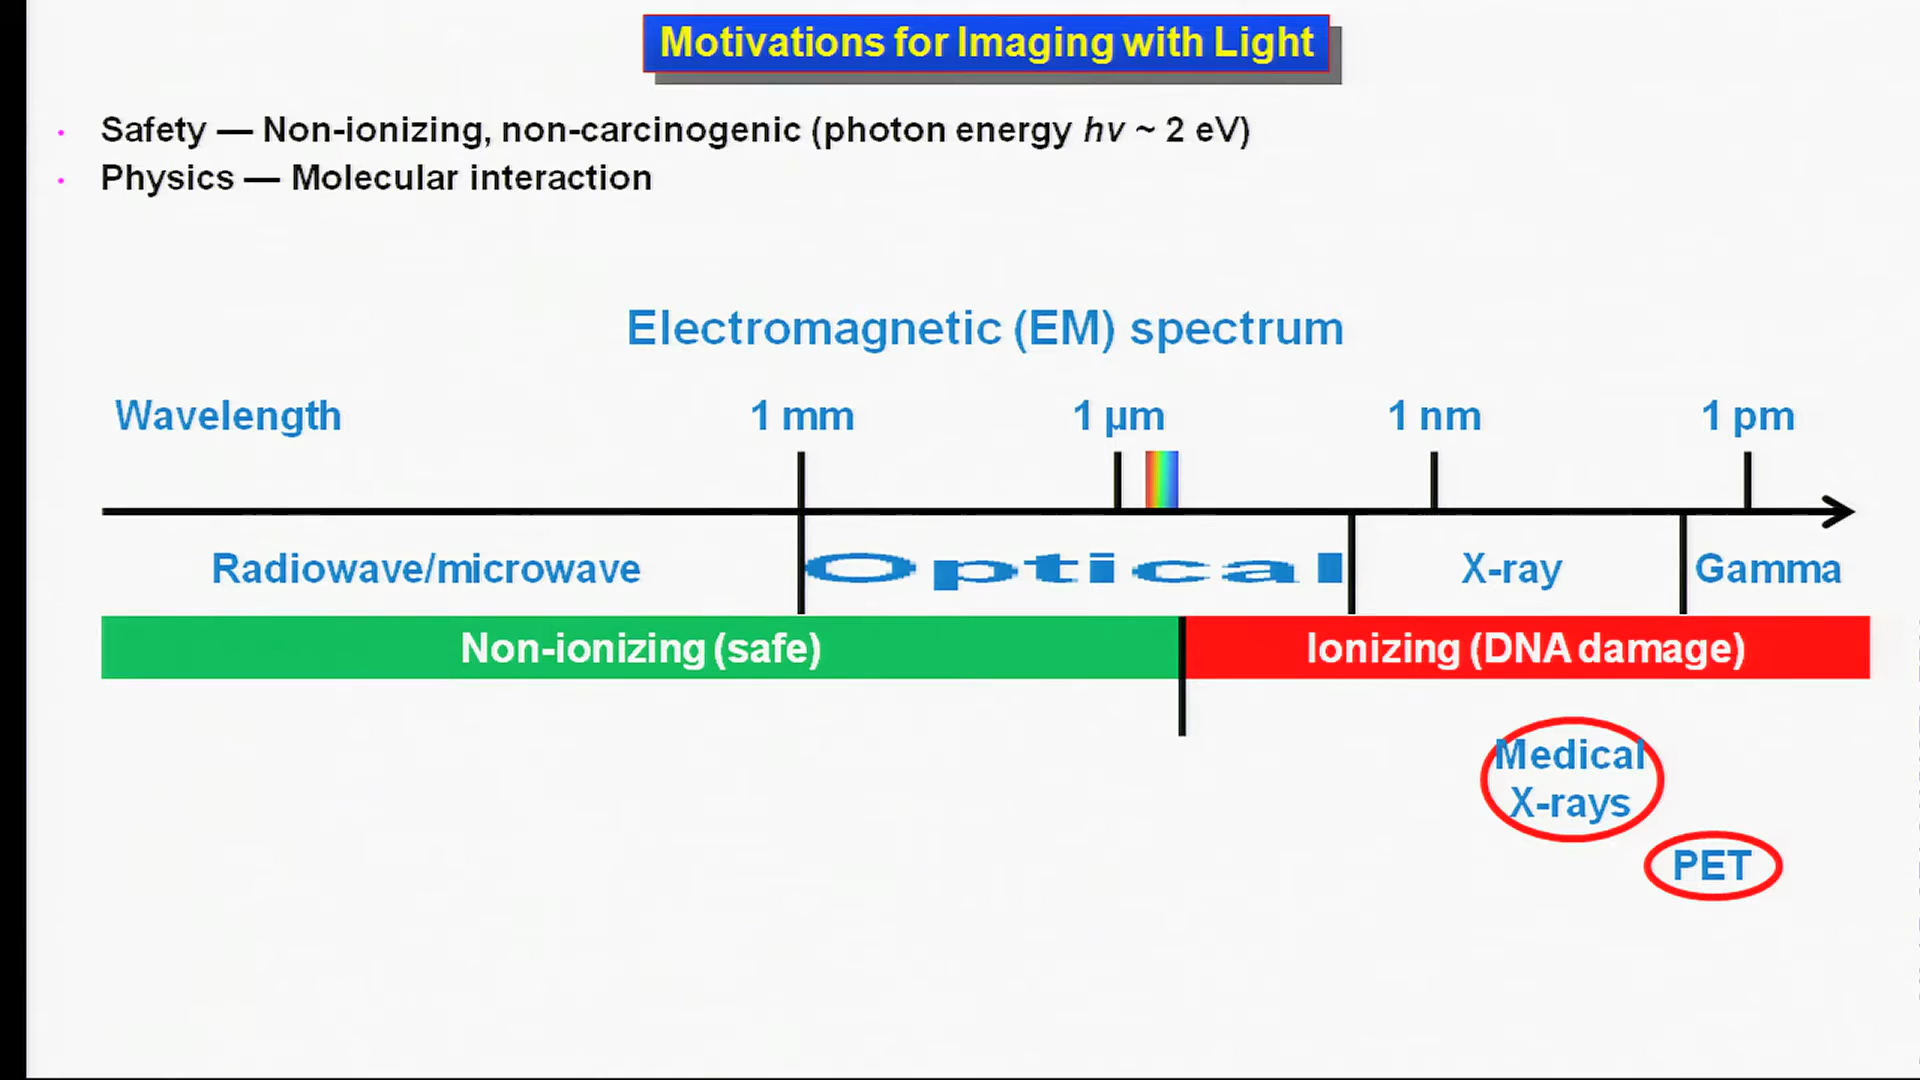 Motivations for Imaging with Light
· Safety — Non-ionizing, non-carcinogenic (photon energy hν ~ 2 eV)
· Physics — Molecular interaction
Electromagnetic (EM) spectrum
Wavelength 1 mm 1 µm 1 nm 1 pm
Radiowave/microwave Optical X-ray Gamma
Non-ionizing (safe) Ionizing (DNA damage)
Medical
X-rays
PET